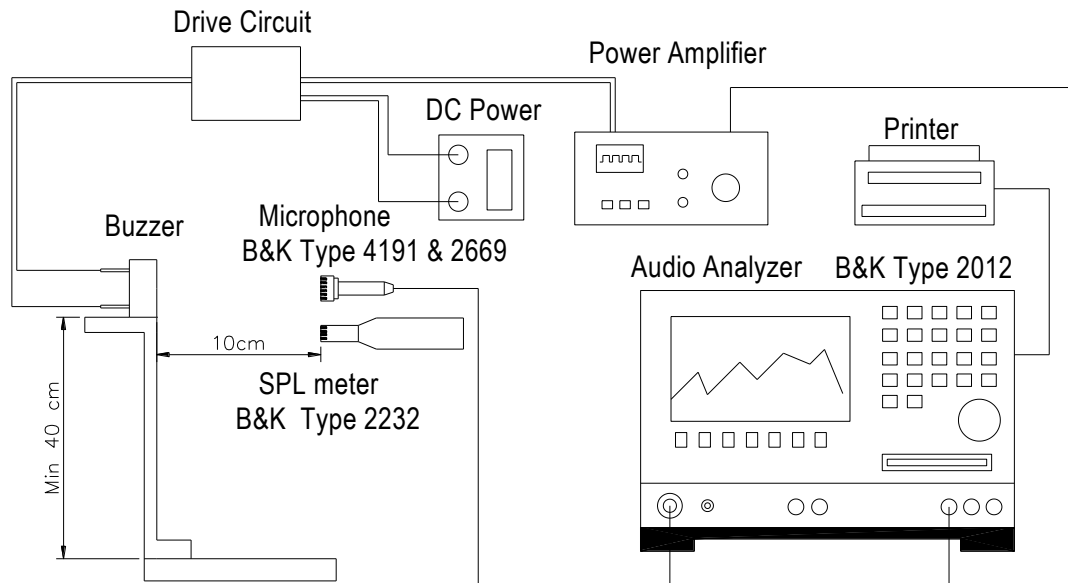 Drive Circuit
Power Amplifier
DC Power
Printer
Buzzer
Microphone
B&K Type 4191 & 2669
Audio Analyzer
B&K Type 2012
10cm
SPL meter
B&K Type 2232
Min 40 cm